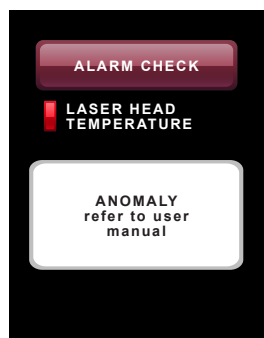 ALARM CHECK
LASER HEAD
TEMPERATURE
ANOMALY
refer to user
manual